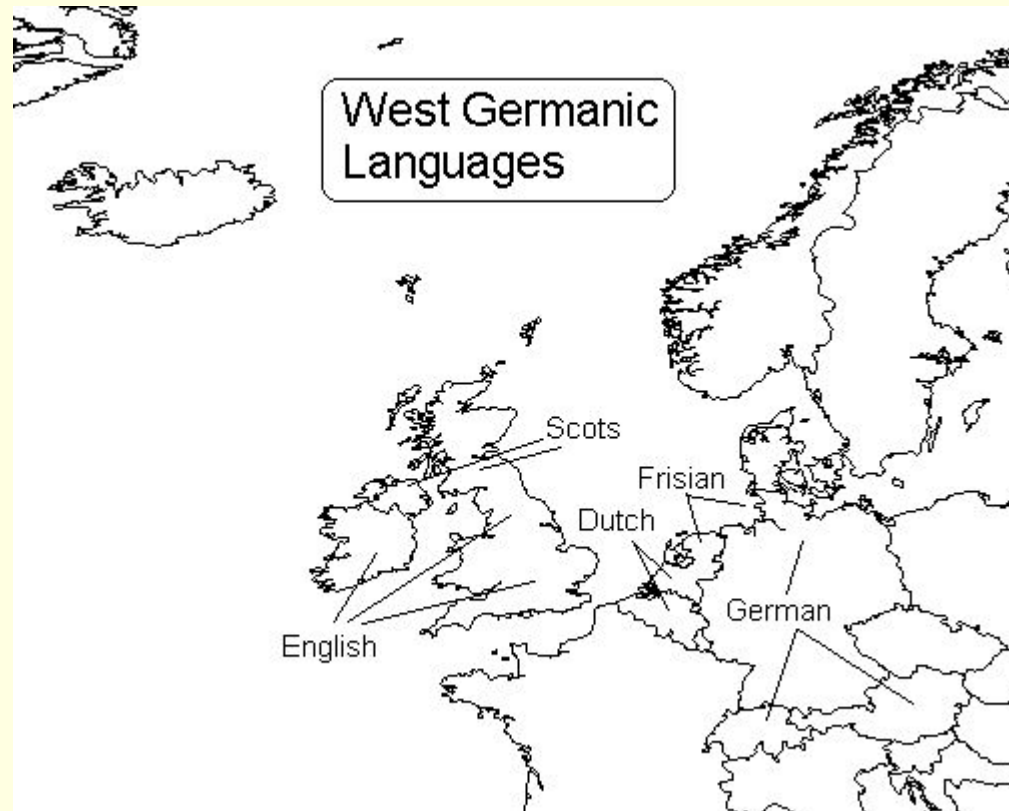 West Germanic
Languages
Scots
Frisian
Dutch
German
English